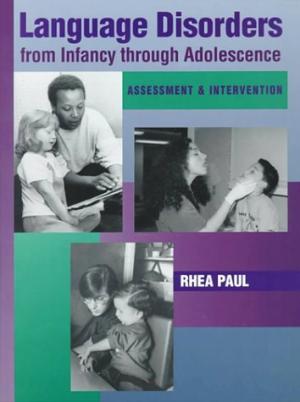 Language Disorders
from Infancy through Adolescence
ASSESSMENT & INTERVENTION
RHEA PAUL